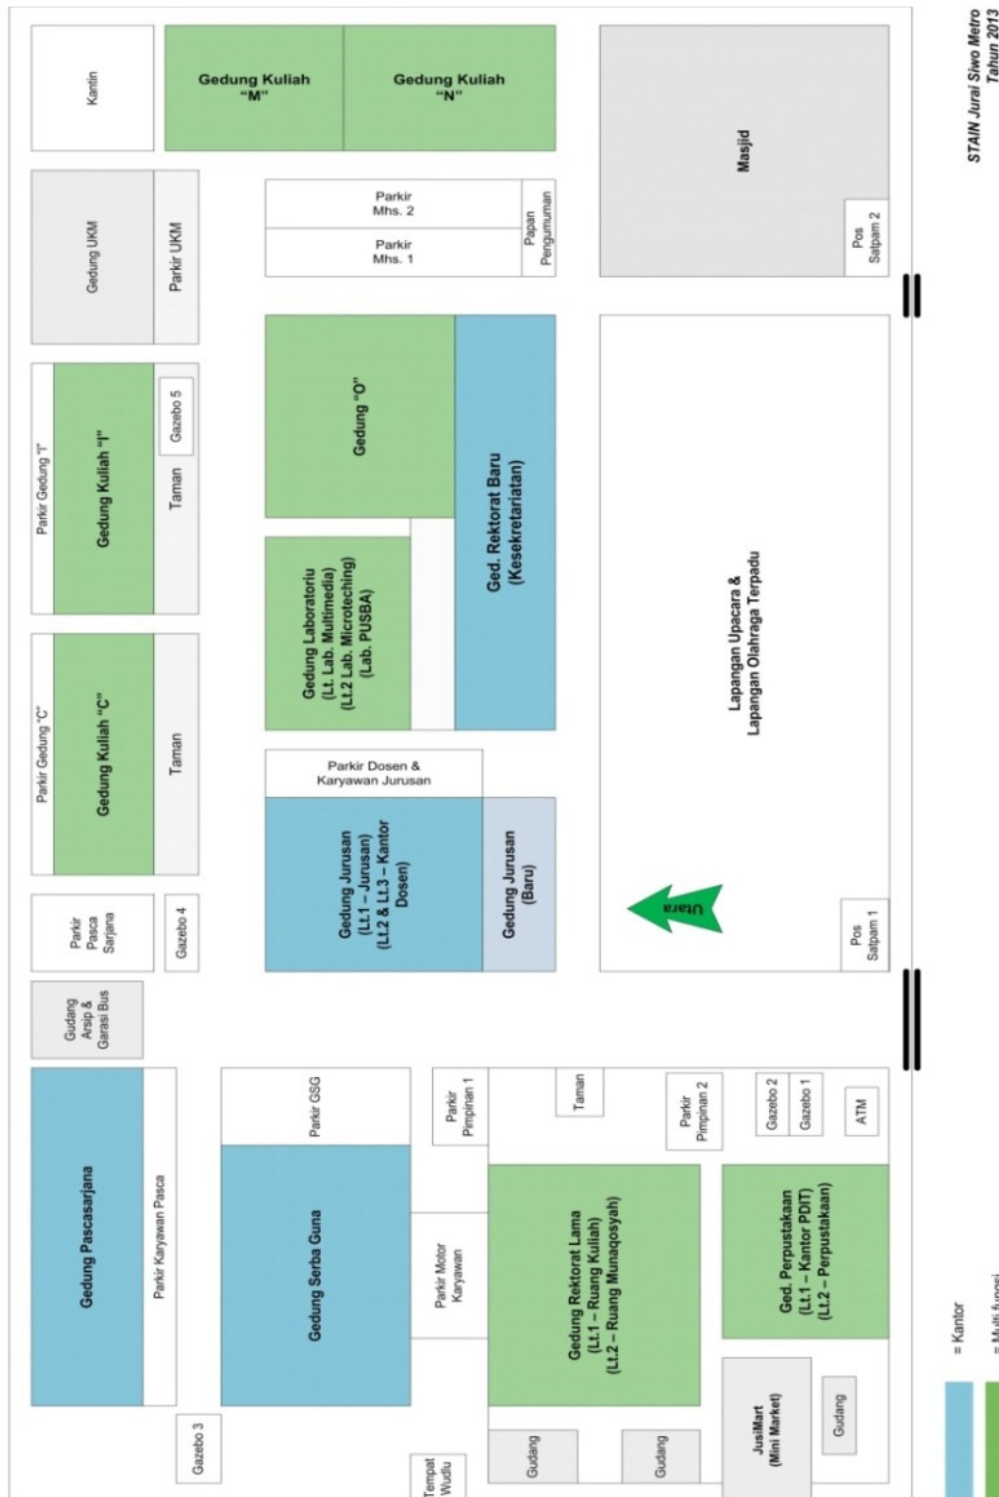 STAIN Jurai Siwo Metro
Tahun 2013
Kantin
Gedung Kuliah
“M”
Gedung Kuliah
“N”
Masjid
Pos
Satpam 2
Gedung UKM
Parkir UKM
Parkir
Mhs. 2
Parkir
Mhs. 1
Papan
Pengumuman
Parkir Gedung “I”
Gedung Kuliah “I”
Gazebo 5
Taman
Gedung “O”
Ged. Rektorat Baru
(Kesekretariatan)
Gedung Laboratoriu
(Lt. Lab. Multimedia)
(Lt.2 Lab. Microteching)
(Lab. PUSBA)
Lapangan Upacara &
Lapangan Olahraga Terpadu
Parkir Gedung “C”
Gedung Kuliah “C”
Taman
Parkir Dosen &
Karyawan Jurusan
Gedung Jurusan
(Lt.1 – Jurusan)
(Lt.2 & Lt.3 – Kantor
Dosen)
Gedung Jurusan
(Baru)
Utara
Pos
Satpam 1
Parkir
Pasca
Sarjana
Gazebo 4
Gudang
Arsip &
Garasi Bus
Gedung Pascasarjana
Parkir Karyawan Pasca
Parkir GSG
Gedung Serba Guna
Parkir
Pimpinan 1
Taman
Parkir
Pimpinan 2
Gazebo 2
Gazebo 1
ATM
Parkir Motor
Karyawan
Gedung Rektorat Lama
(Lt.1 – Ruang Kuliah)
(Lt.2 – Ruang Munaqosyah)
Ged. Perpustakaan
(Lt.1 – Kantor PDIT)
(Lt.2 – Perpustakaan)
Gazebo 3
Tempat
Wudlu
Gudang
Gudang
JusiMart
(Mini Market)
Gudang
= Kantor
= Multi fungsi